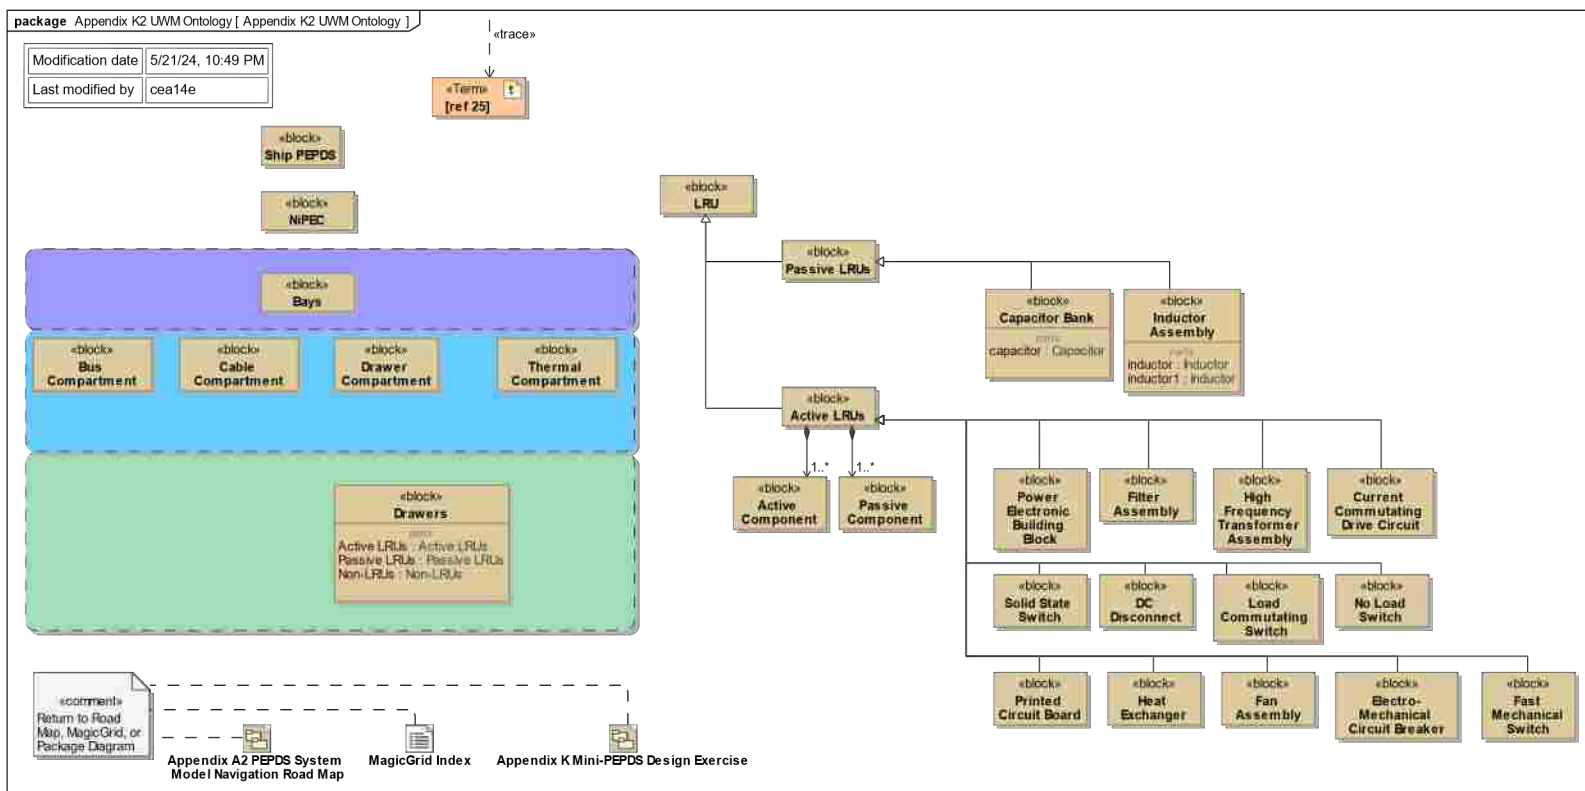 package Appendix K2 UWM Ontology [ Appendix K2 UWM Ontology ]
Modification date 5/21/24, 10:49 PM
Last modified by cea14e
«trace»
«Term»
[ref 25]
«block»
Ship PEPDS
«block»
NiPEC
«block»
Bays
«block»
Bus
Compartment
«block»
Cable
Compartment
«block»
Drawer
Compartment
«block»
Thermal
Compartment
«block»
Drawers
parts
Active LRUs : Active LRUs
Passive LRUs : Passive LRUs
Non-LRUs : Non-LRUs
«block»
LRU
«block»
Passive LRUs
«block»
Capacitor Bank
parts
capacitor : Capacitor
«block»
Inductor
Assembly
parts
inductor : Inductor
inductor1 : Inductor
«block»
Active LRUs
1..*
1..*
«block»
Active
Component
«block»
Passive
Component
«block»
Power
Electronic
Building
Block
«block»
Filter
Assembly
«block»
High
Frequency
Transformer
Assembly
«block»
Current
Commutating
Drive Circuit
«block»
Solid State
Switch
«block»
DC
Disconnect
«block»
Load
Commutating
Switch
«block»
No Load
Switch
«block»
Printed
Circuit Board
«block»
Heat
Exchanger
«block»
Fan
Assembly
«block»
Electro-
Mechanical
Circuit Breaker
«block»
Fast
Mechanical
Switch
«comment»
Return to Road
Map, MagicGrid, or
Package Diagram
Appendix A2 PEPDS System
Model Navigation Road Map
MagicGrid Index
Appendix K Mini-PEPDS Design Exercise